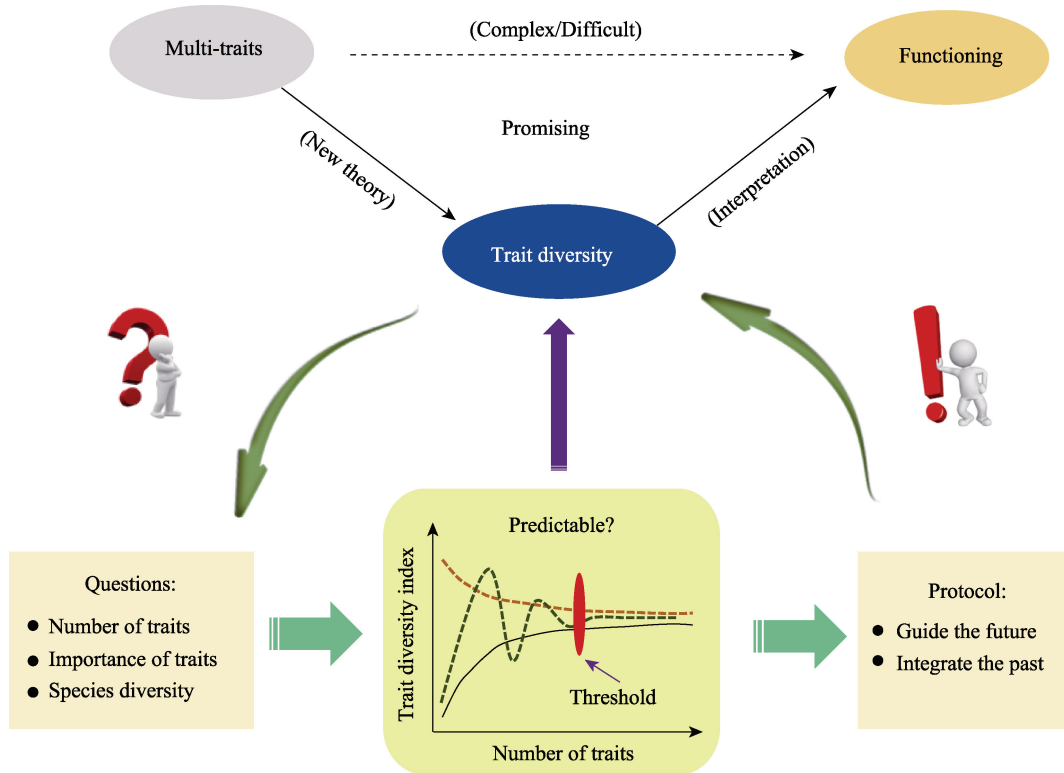 Multi-traits
(Complex/Difficult)
Functioning
Promising
(New theory)
(Interpretation)
Trait diversity
Questions:
● Number of traits
● Importance of traits
● Species diversity
Predictable?
Trait diversity index
Threshold
Number of traits
Protocol:
● Guide the future
● Integrate the past